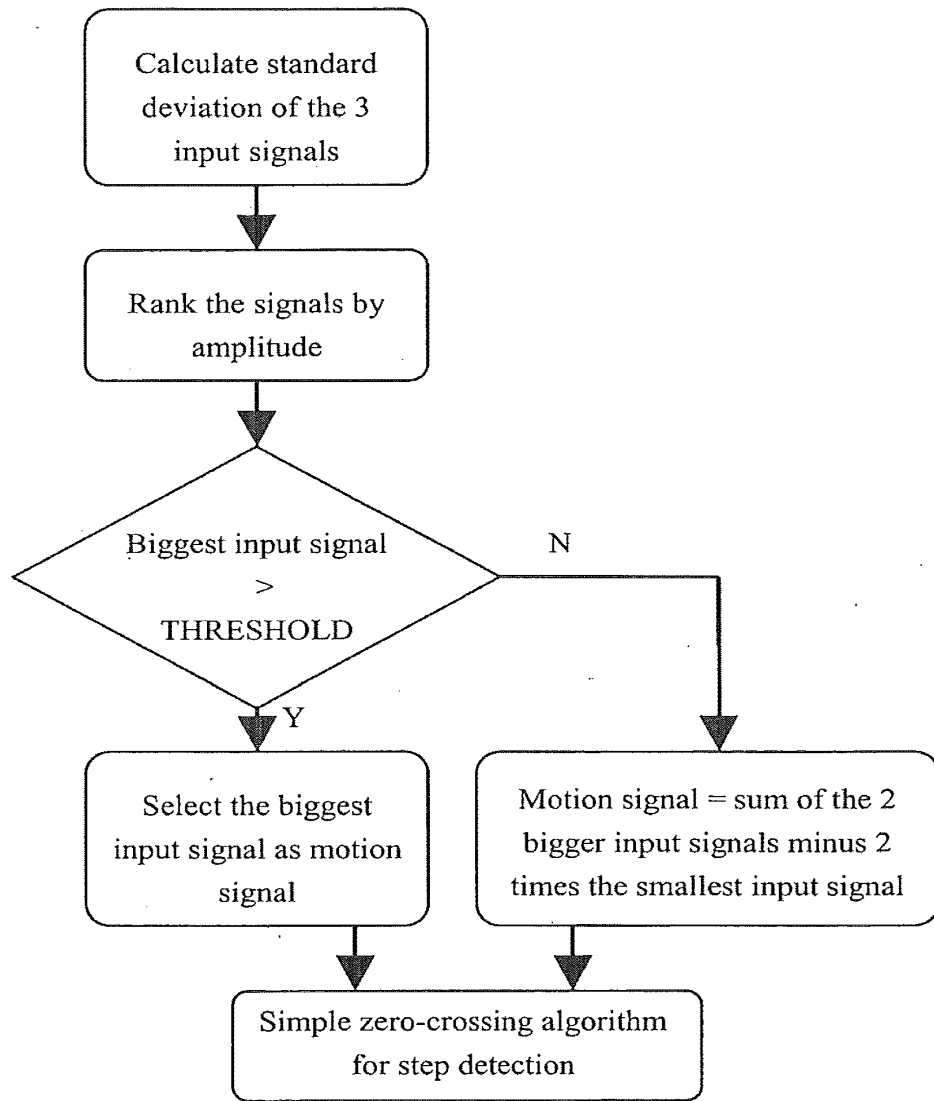 Calculate standard
deviation of the 3
input signals
Rank the signals by
amplitude
Biggest input signal
>
THRESHOLD
N
Y
Select the biggest
input signal as motion
signal
Motion signal = sum of the 2
bigger input signals minus 2
times the smallest input signal
Simple zero-crossing algorithm
for step detection